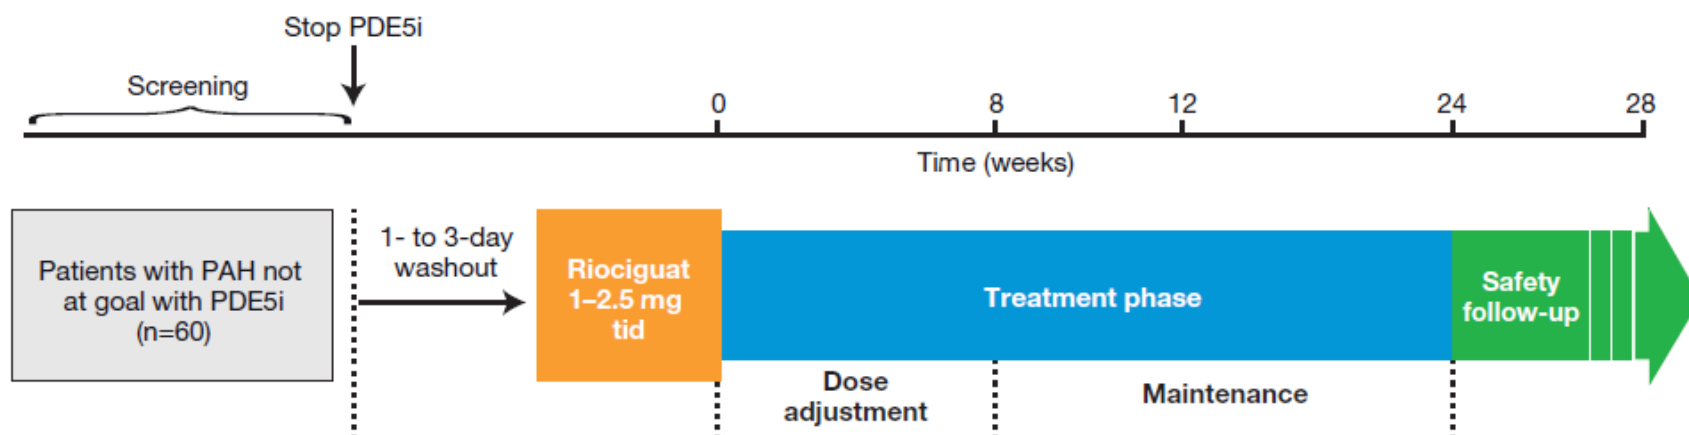 Stop PDE5i
Screening
0
8
12
24
28
Time (weeks)
Patients with PAH not
at goal with PDE5i
(n=60)
1- to 3-day
washout
Riociguat
1–2.5 mg
tid
Treatment phase
Safety
follow-up
Dose
adjustment
Maintenance